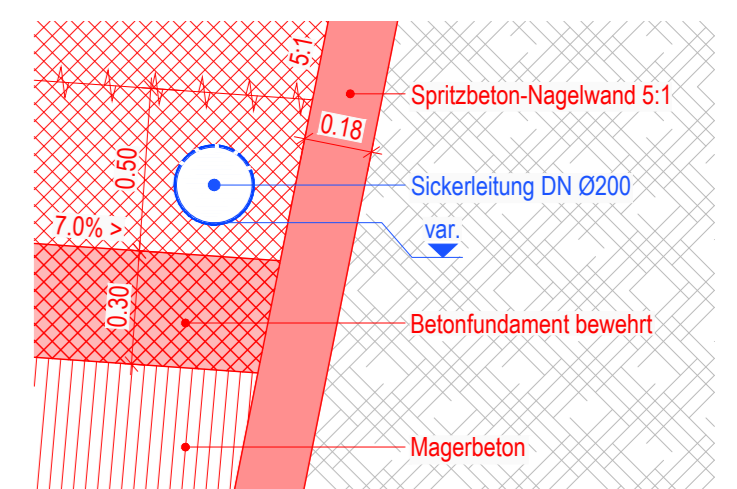 5:1
Spritzbeton-Nagelwand 5:1
0.18
0.50
Sickerleitung DN Ø200
7.0% >
var.
0.30
Betonfundament bewehrt
Magerbeton